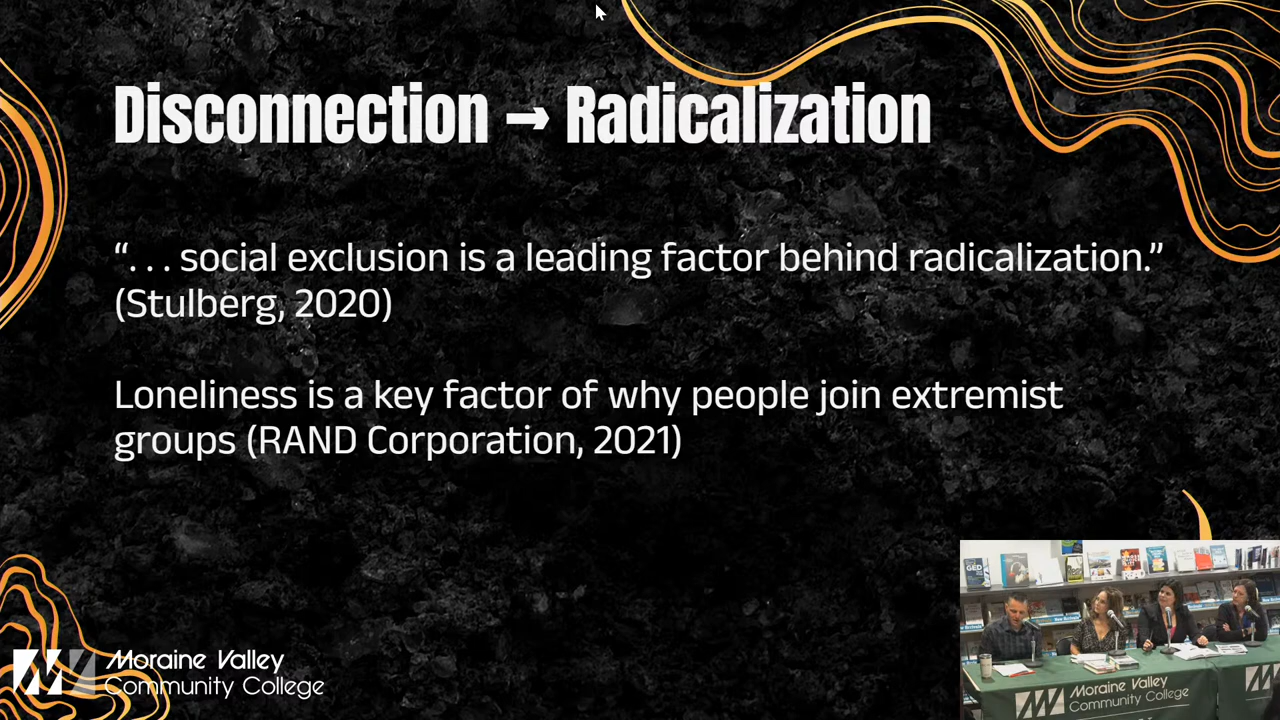 Disconnection → Radicalization
“. . . social exclusion is a leading factor behind radicalization.”
(Stulberg, 2020)
Loneliness is a key factor of why people join extremist
groups (RAND Corporation, 2021)
Moraine Valley
Community College
GED
Moraine Valley
Community College